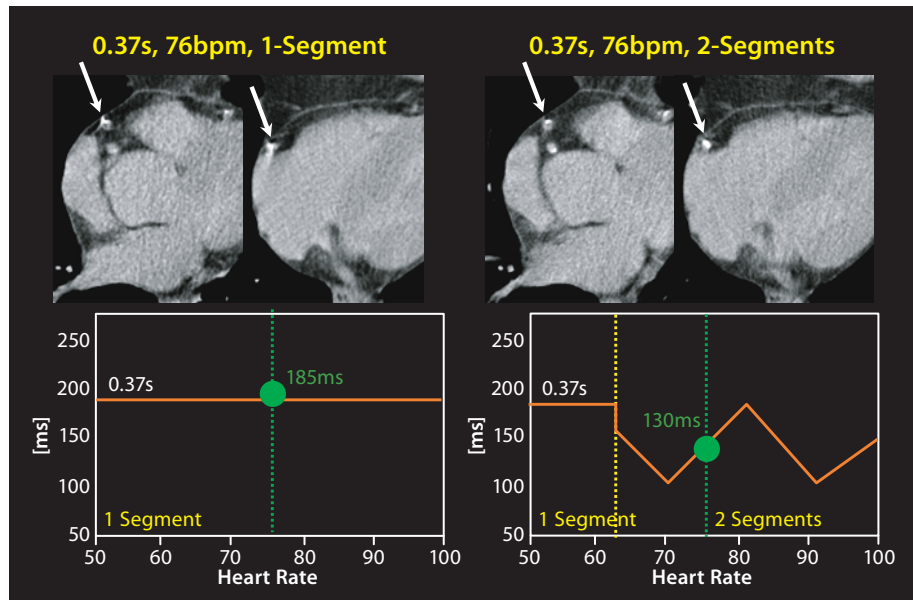 0.37s, 76bpm, 1-Segment
0.37s, 76bpm, 2-Segments
250
200
150
100
50
[ms]
0.37s
185ms
1 Segment
50 60 70 80 90 100
Heart Rate
250
200
150
100
50
[ms]
0.37s
130ms
1 Segment
2 Segments
50 60 70 80 90 100
Heart Rate